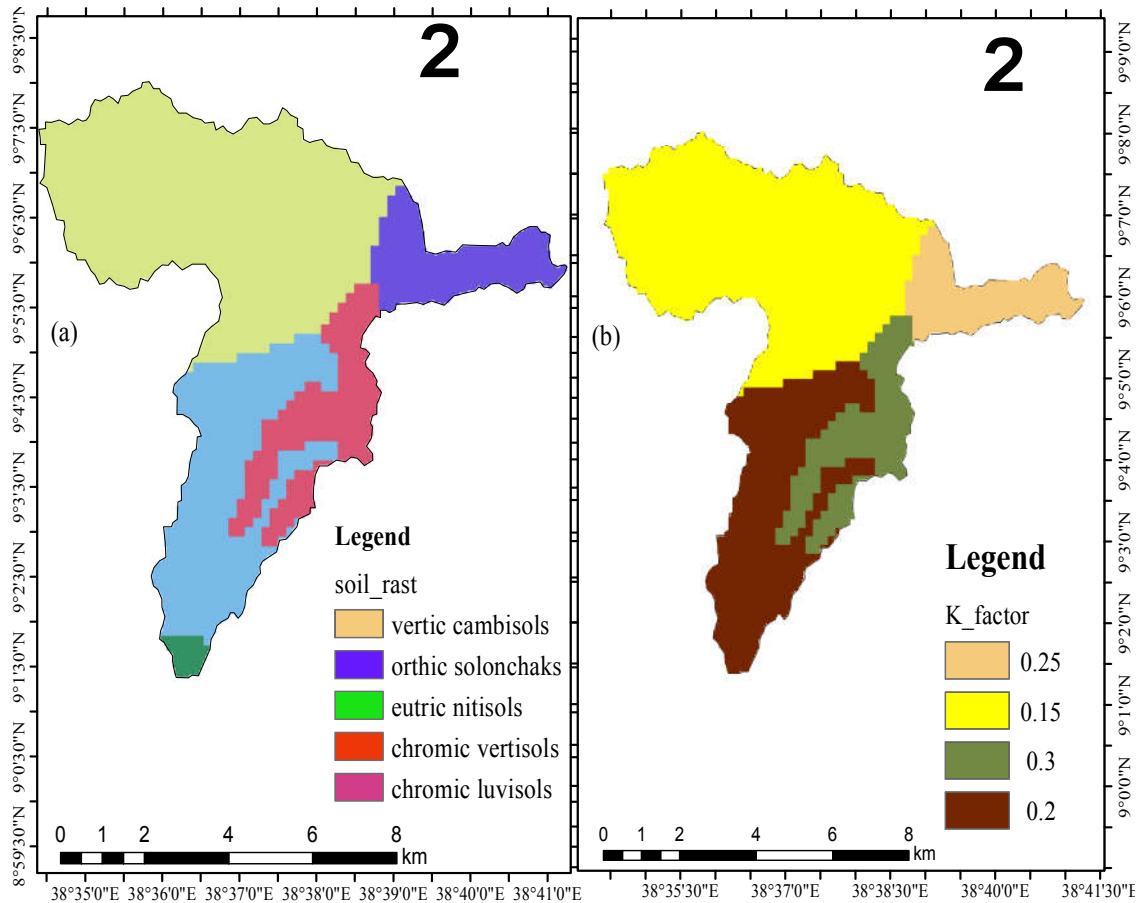 2
(a)
9°8'30"N
9°7'30"N
9°6'30"N
9°5'30"N
9°4'30"N
9°3'30"N
9°2'30"N
9°1'30"N
9°0'30"N
8°59'30"N
Legend
soil_rast
vertic cambisols
orthic solonchaks
eutric nitisols
chromic vertisols
chromic luvisols
0 1 2 4 6 8
km
38°35'0"E 38°36'0"E 38°37'0"E 38°38'0"E 38°39'0"E 38°40'0"E 38°41'0"E
2
(b)
9°9'0"N
9°8'0"N
9°7'0"N
9°6'0"N
9°5'0"N
9°4'0"N
9°3'0"N
9°2'0"N
9°1'0"N
9°0'0"N
Legend
K_factor
0.25
0.15
0.3
0.2
0 1 2 4 6 8
km
38°35'30"E 38°37'0"E 38°38'30"E 38°40'0"E 38°41'30"E